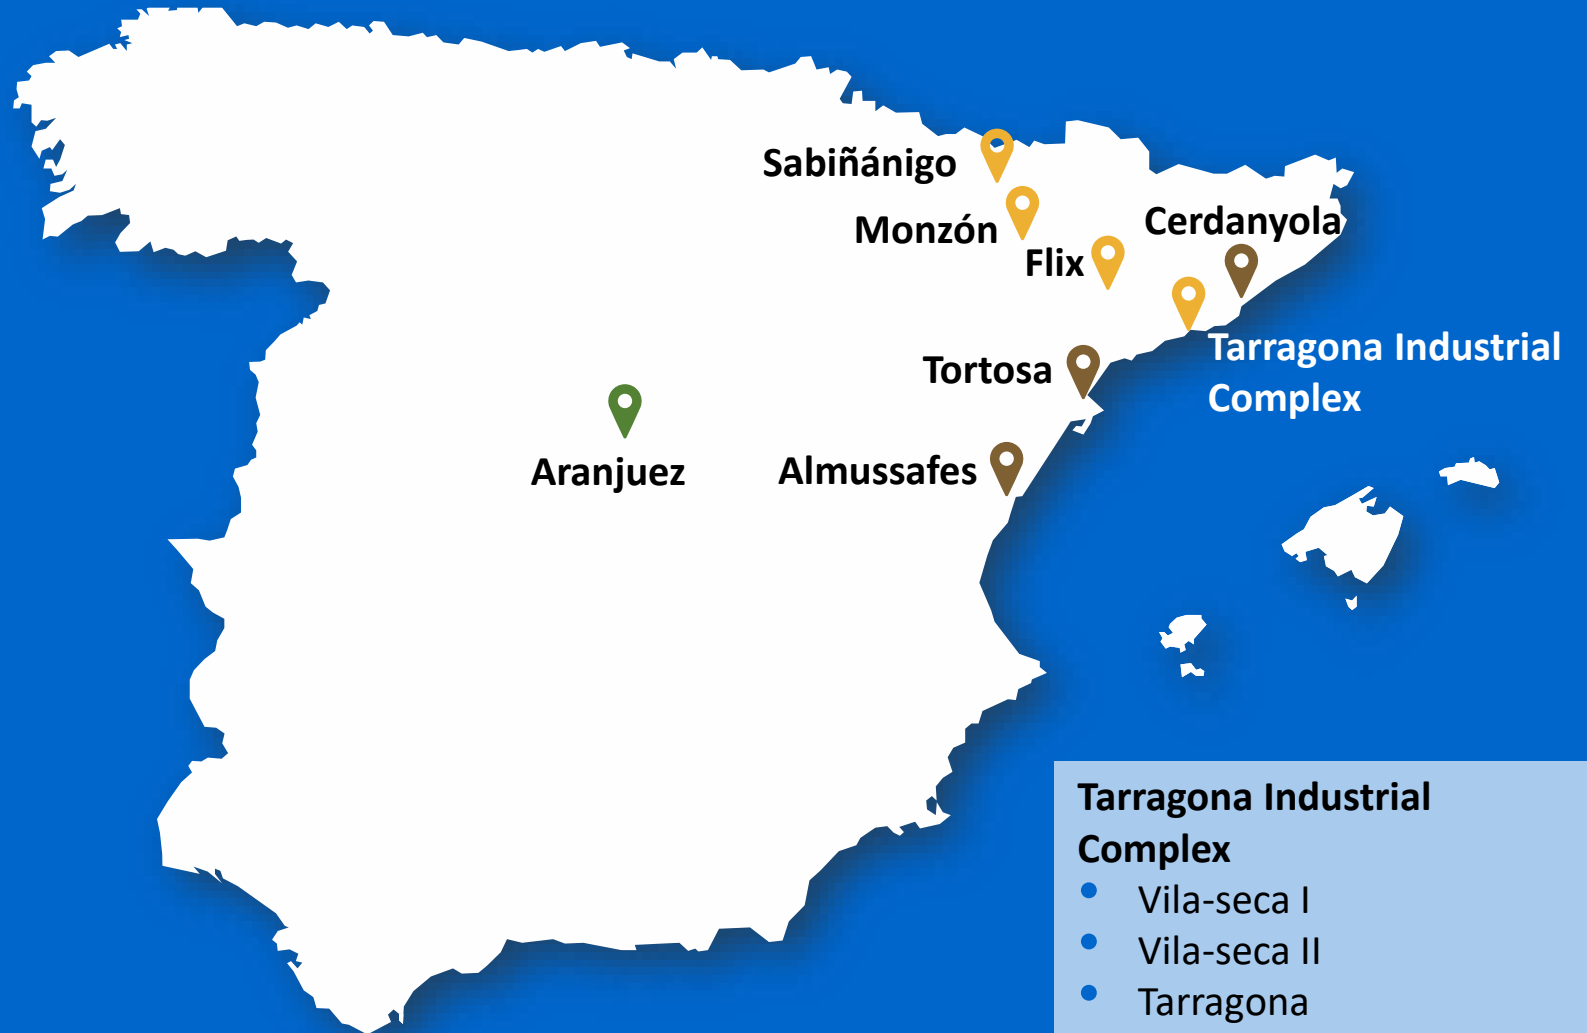 Sabiñánigo
Monzón
Cerdanyola
Flix
Tarragona Industrial
Complex
Tortosa
Aranjuez
Almussafes
Tarragona Industrial
Complex
• Vila-seca I
• Vila-seca II
• Tarragona